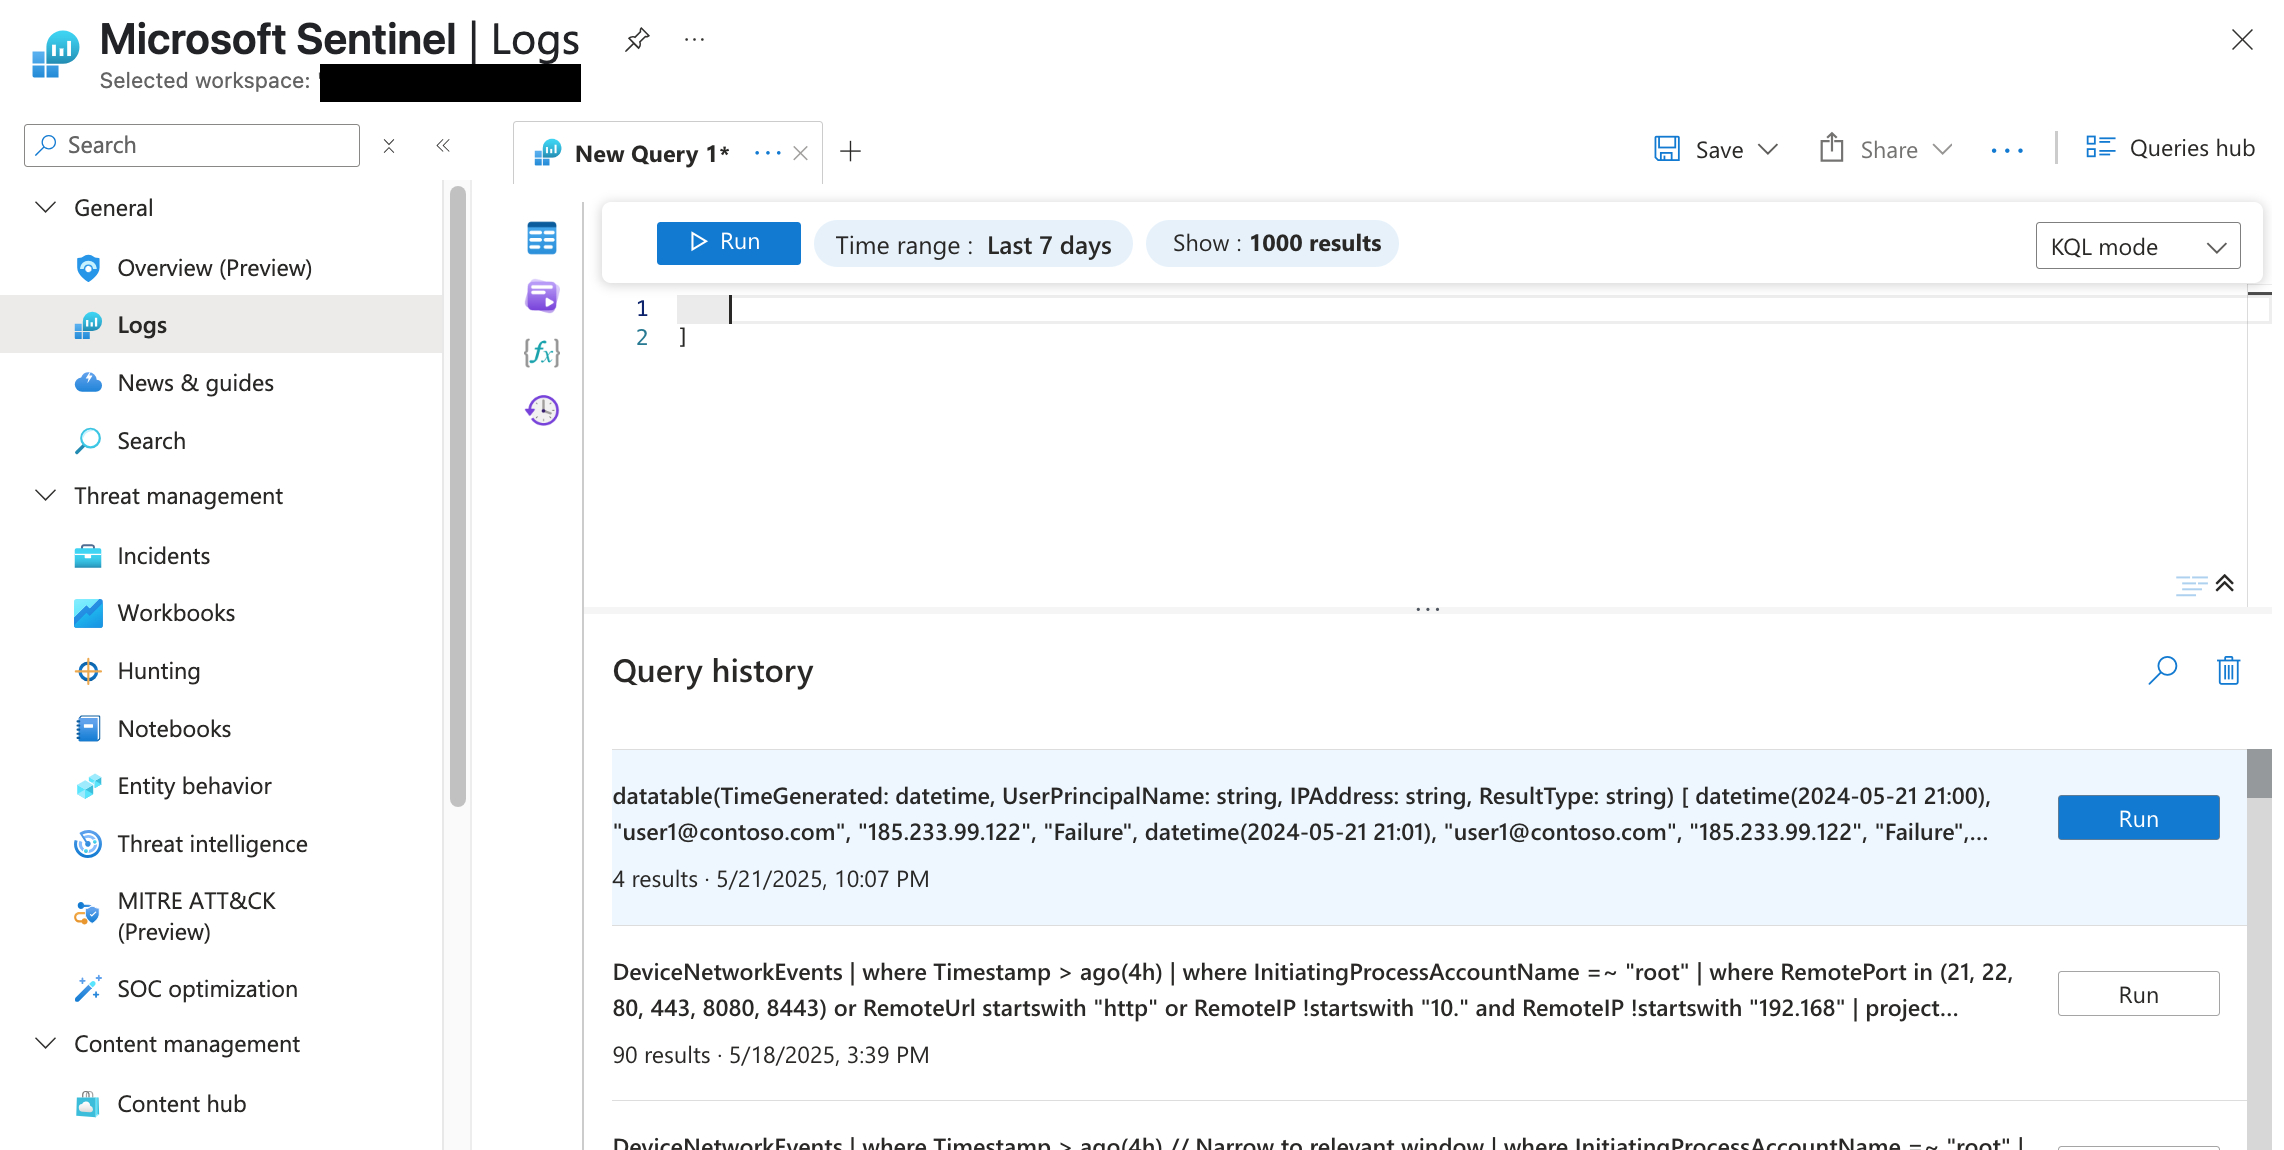 Microsoft Sentinel | Logs
Selected workspace:
Search
New Query 1*
Save
Share
Queries hub
General
Overview (Preview)
Logs
News & guides
Search
Threat management
Incidents
Workbooks
Hunting
Notebooks
Entity behavior
Threat intelligence
MITRE ATT&CK
(Preview)
SOC optimization
Content management
Content hub
Run
Time range : Last 7 days
Show : 1000 results
KQL mode
{fx}
1
2 ]
Query history
datatable(TimeGenerated: datetime, UserPrincipalName: string, IPAddress: string, ResultType: string) [ datetime(2024-05-21 21:00),
"user1@contoso.com", "185.233.99.122", "Failure", datetime(2024-05-21 21:01), "user1@contoso.com", "185.233.99.122", "Failure",...
4 results · 5/21/2025, 10:07 PM
Run
DeviceNetworkEvents | where Timestamp > ago(4h) | where InitiatingProcessAccountName =~ "root" | where RemotePort in (21, 22,
80, 443, 8080, 8443) or RemoteUrl startswith "http" or RemoteIP !startswith "10." and RemoteIP !startswith "192.168" | project...
90 results · 5/18/2025, 3:39 PM
Run
DeviceNetworkEvents | where Timestamp > ago(4h) // Narrow to relevant window | where InitiatingProcessAccountName =~ "root" |